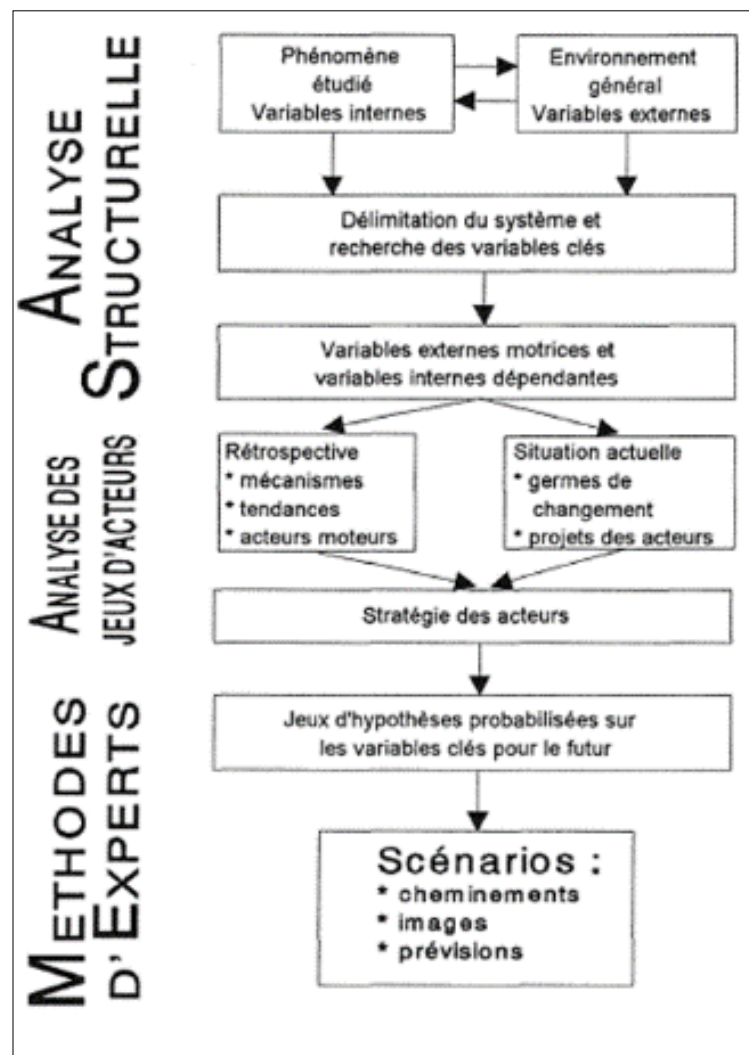 ANALYSE
STRUCTURELLE
Phénomène
étudié
Variables internes
Environnement
général
Variables externes
Délimitation du système et
recherche des variables clés
Variables externes motrices et
variables internes dépendantes
ANALYSE DES
JEUX D'ACTEURS
Rétrospective
* mécanismes
* tendances
* acteurs moteurs
Situation actuelle
* germes de
changement
* projets des acteurs
Stratégie des acteurs
METHODES
D'EXPERTS
Jeux d'hypothèses probabilisées sur
les variables clés pour le futur
Scénarios :
* cheminements
* images
* prévisions